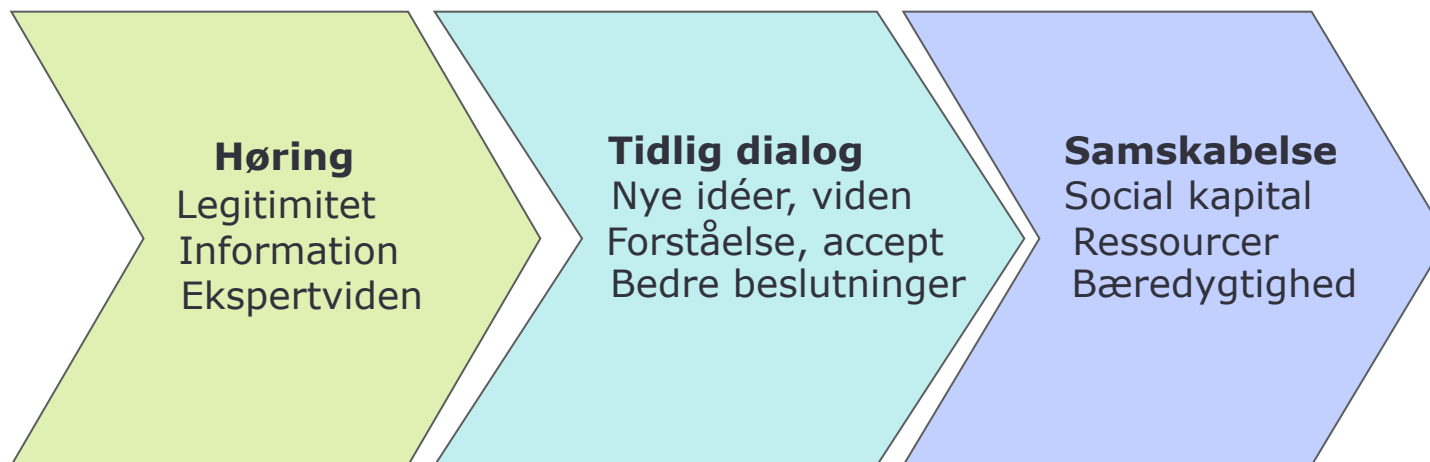 Høring
Legitimitet
Information
Ekspertviden
Tidlig dialog
Nye idéer, viden
Forståelse, accept
Bedre beslutninger
Samskabelse
Social kapital
Ressourcer
Bæredygtighed